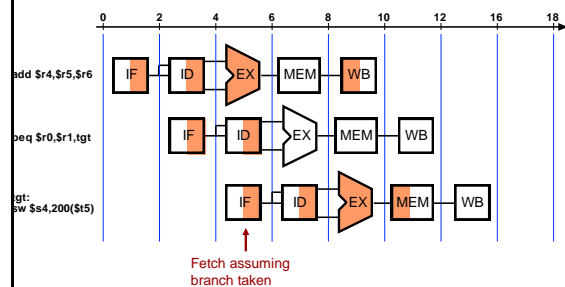 0 2 4 6 8 10 12 14 16 18
add $r4,$r5,$r6 IF ID EX MEM WB
beq $r0,$r1,tgt IF ID EX MEM WB
tgt:
sw $s4,200($t5) IF ID EX MEM WB
Fetch assuming
branch taken